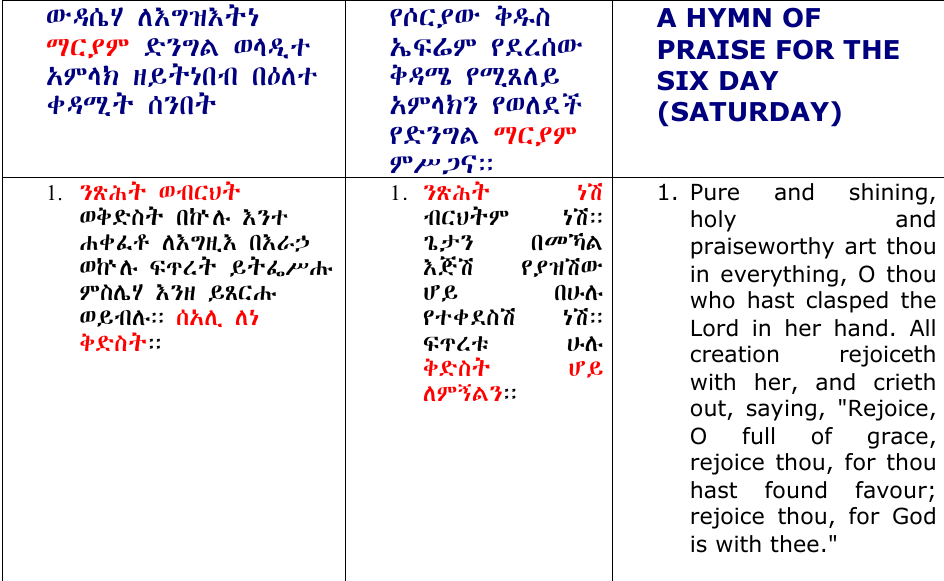 ውዳሴሃ ለእግዝእትነ
ማርያም ድንግል ወላዲተ
አምላክ ዘይትነበብ በዕለተ
ቀዳሚት ሰንበት
የሶርያው ቅዱስ
ኤፍሬም የደረሰው
ቅዳሜ የሚጸለይ
አምላክን የወለደች
የድንግል ማርያም
ምሥጋና።
A HYMN OF
PRAISE FOR THE
SIX DAY
(SATURDAY)
1. ንጽሕት ወብርህት
ወቅድስት በኵሉ እንተ
ሐቀፈቶ ለእግዚእ በእራኃ
ወኵሉ ፍጥረት ይትፌሥሑ
ምስሌሃ እንዘ ይጸርሑ
ወይብሉ። ሰአሊ ለነ
ቅድስት።
1. ንጽሕት ነሽ
ብርህትም ነሽ።
ጌታን በመኻል
እጅሽ የያዝሽው
ሆይ በሁሉ
የተቀደስሽ ነሽ።
ፍጥረቱ ሁሉ
ቅድስት ሆይ
ለምኝልን።
1. Pure and shining,
holy and
praiseworthy art thou
in everything, O thou
who hast clasped the
Lord in her hand. All
creation rejoiceth
with her, and crieth
out, saying, "Rejoice,
O full of grace,
rejoice thou, for thou
hast found favour;
rejoice thou, for God
is with thee."